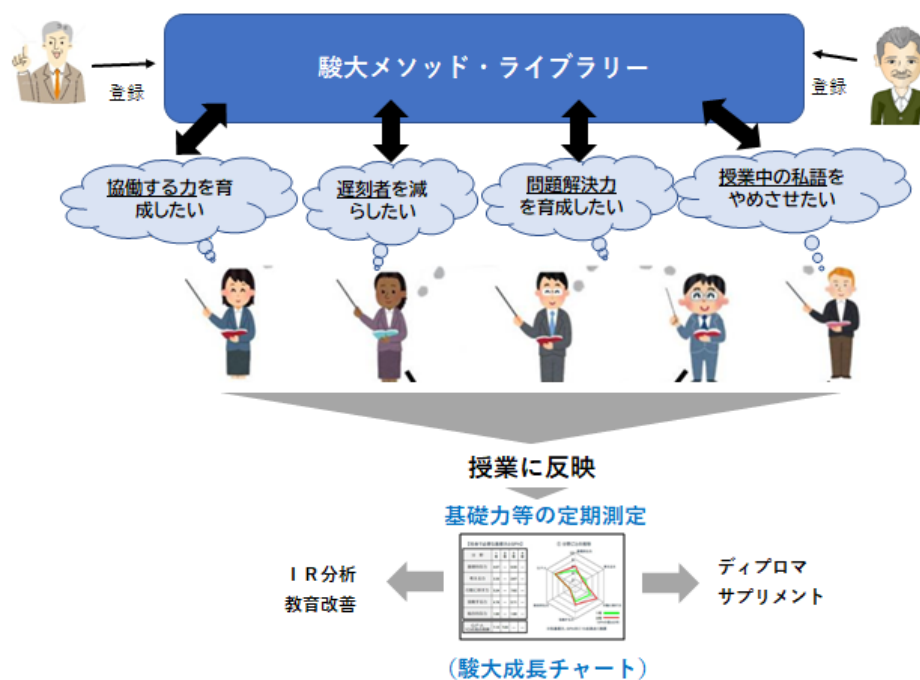 駿大メソッド・ライブラリー
登録
登録
協働する力を育
成したい
遅刻者を減
らしたい
問題解決力
を育成したい
授業中の私語を
やめさせたい
授業に反映
基礎力等の定期測定
ＩＲ分析
教育改善
ディプロマ
サプリメント
(駿大成長チャート)